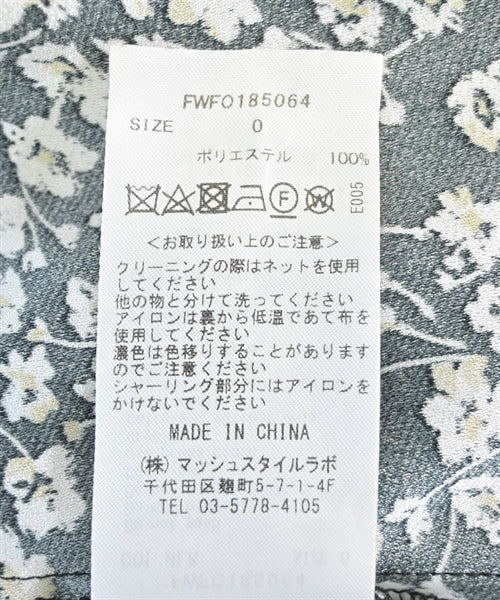 FWFO185064
SIZE 0
ポリエステル 100%
F W E005
<お取り扱い上のご注意>
クリーニングの際はネットを使用
してください
他の物と分けて洗ってください
アイロンは裏から低温であて布を
使用してください
濃色は色移りすることがあります
のでご注意ください
シャーリング部分にはアイロンを
かけないでください
MADE IN CHINA
(株)マッシュスタイルラボ
千代田区麹町5-7-1-4F
TEL 03-5778-4105
COL BLK SIZE 0
FWFO185064